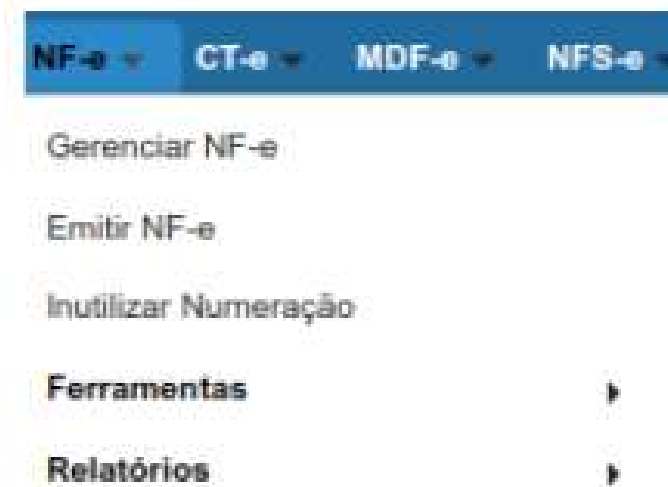 NF-e CT-e MDF-e NFS-e
Gerenciar NF-e
Emitir NF-e
Inutilizar Numeração
Ferramentas
Relatórios